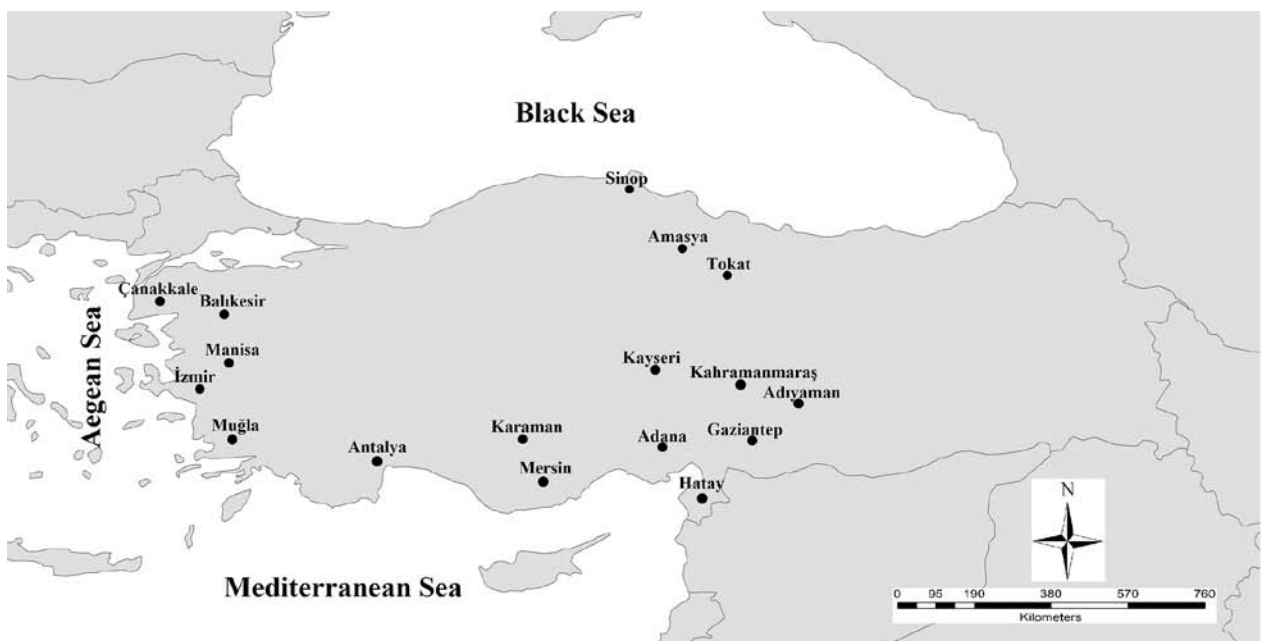 Black Sea
Sinop
Amasya
Tokat
Çanakkale
Balıkesir
Aegean Sea
Manisa
İzmir
Muğla
Kayseri
Kahramanmaraş
Adıyaman
Antalya
Karaman
Adana
Gaziantep
Mersin
Hatay
N
Mediterranean Sea
0 95 190 380 570 760
Kilometers